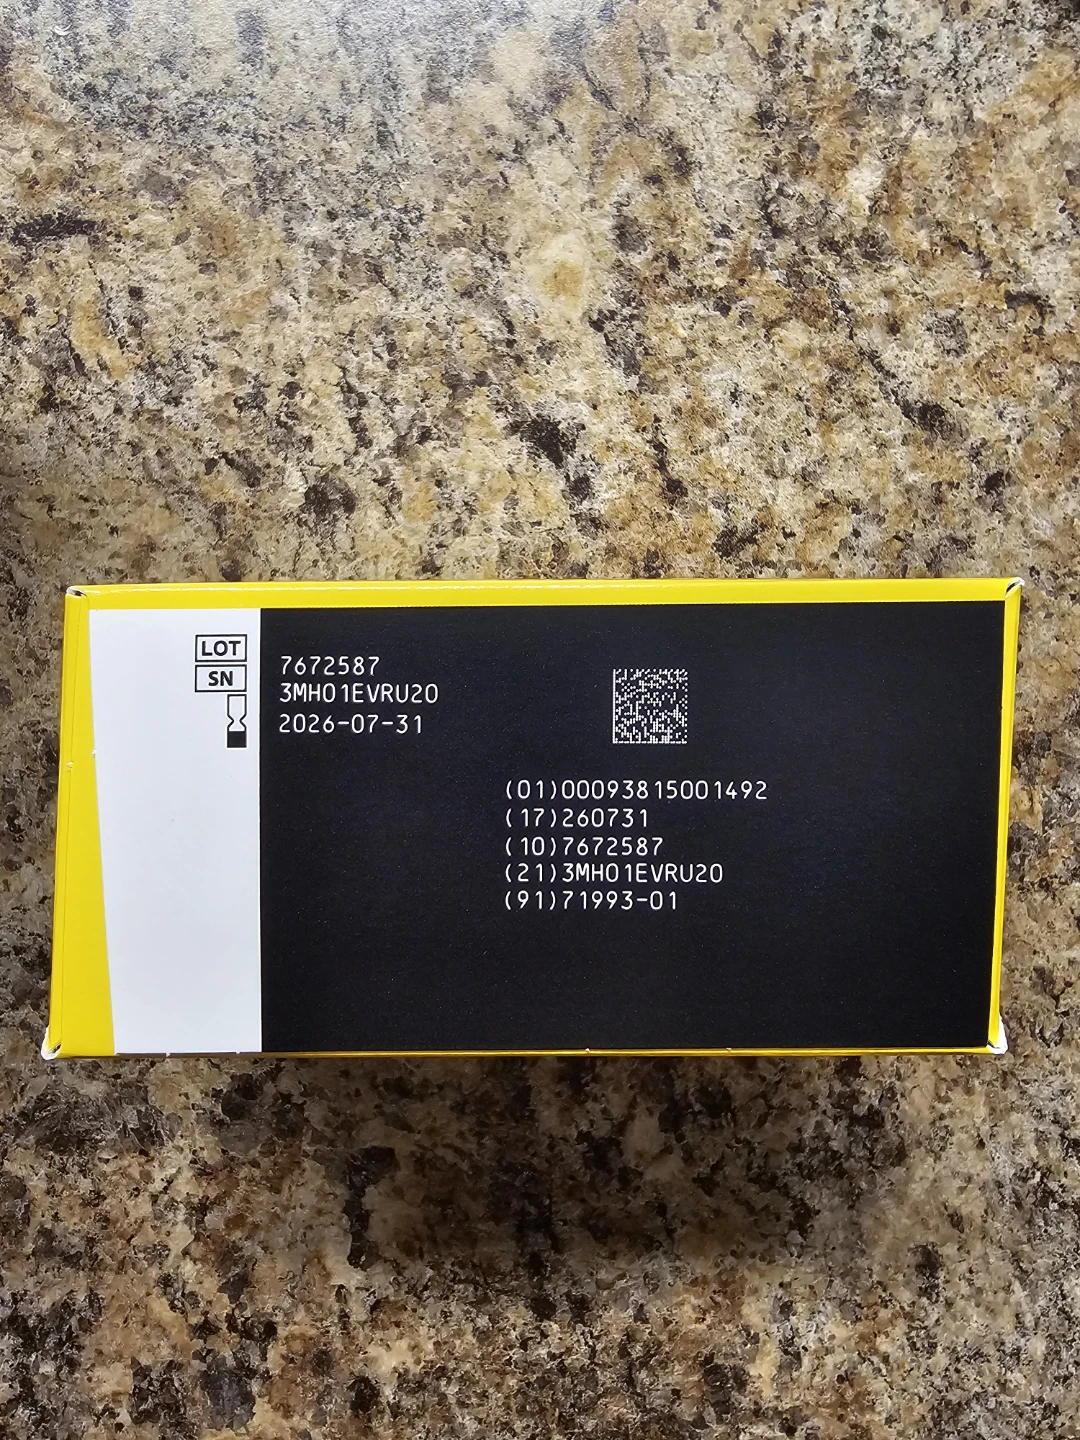 LOT
7672587
SN
3MH01EVRU20
2026-07-31
(01)00093815001492
(17)260731
(10)7672587
(21)3MH01EVRU20
(91)71993-01